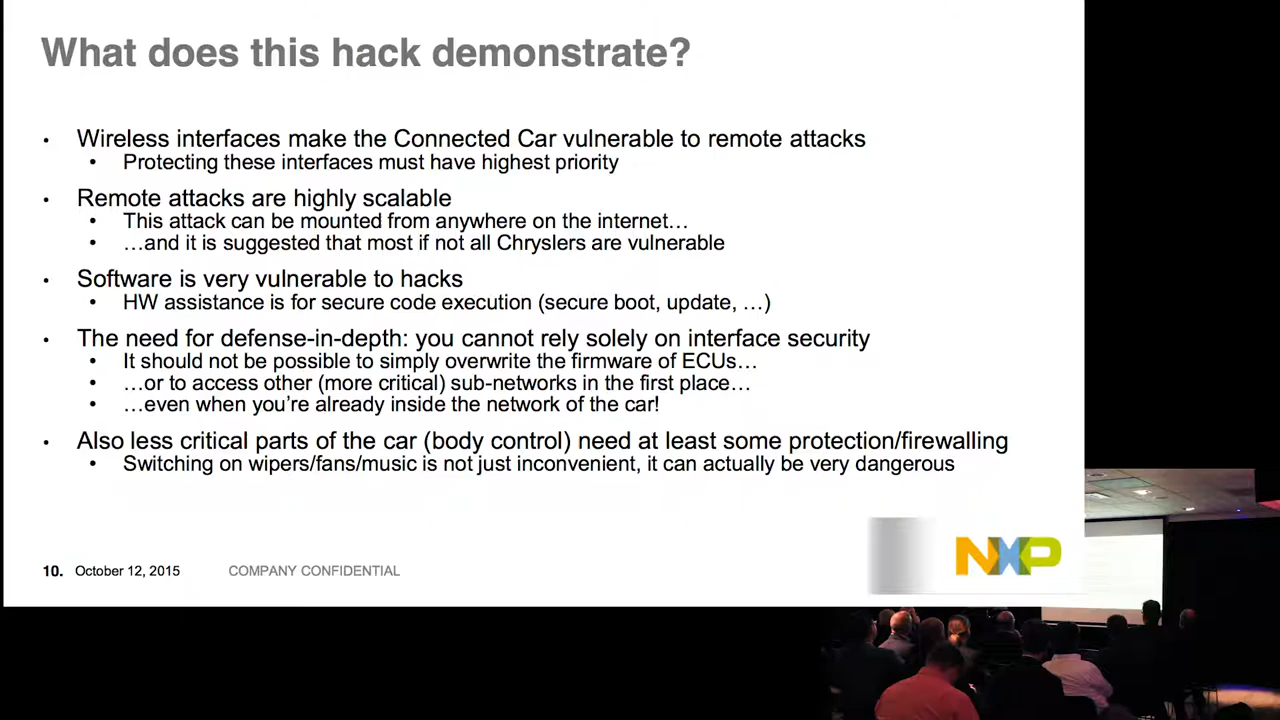 What does this hack demonstrate?
• Wireless interfaces make the Connected Car vulnerable to remote attacks
• Protecting these interfaces must have highest priority
• Remote attacks are highly scalable
• This attack can be mounted from anywhere on the internet…
• …and it is suggested that most if not all Chryslers are vulnerable
• Software is very vulnerable to hacks
• HW assistance is for secure code execution (secure boot, update, …)
• The need for defense-in-depth: you cannot rely solely on interface security
• It should not be possible to simply overwrite the firmware of ECUs…
• …or to access other (more critical) sub-networks in the first place…
• …even when you’re already inside the network of the car!
• Also less critical parts of the car (body control) need at least some protection/firewalling
• Switching on wipers/fans/music is not just inconvenient, it can actually be very dangerous
NXP
10. October 12, 2015 COMPANY CONFIDENTIAL